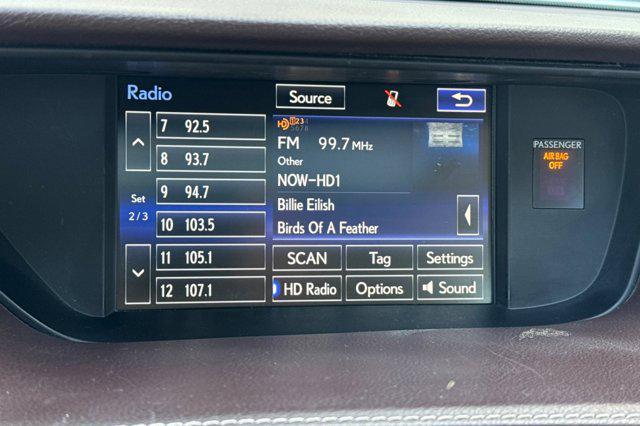 Radio
Source
7 92.5
8 93.7
9 94.7
10 103.5
11 105.1
12 107.1
Set
2/3
FM 99.7 MHz
Other
NOW-HD1
Billie Eilish
Birds Of A Feather
SCAN
Tag
Settings
HD Radio
Options
Sound
PASSENGER
AIRBAG
OFF